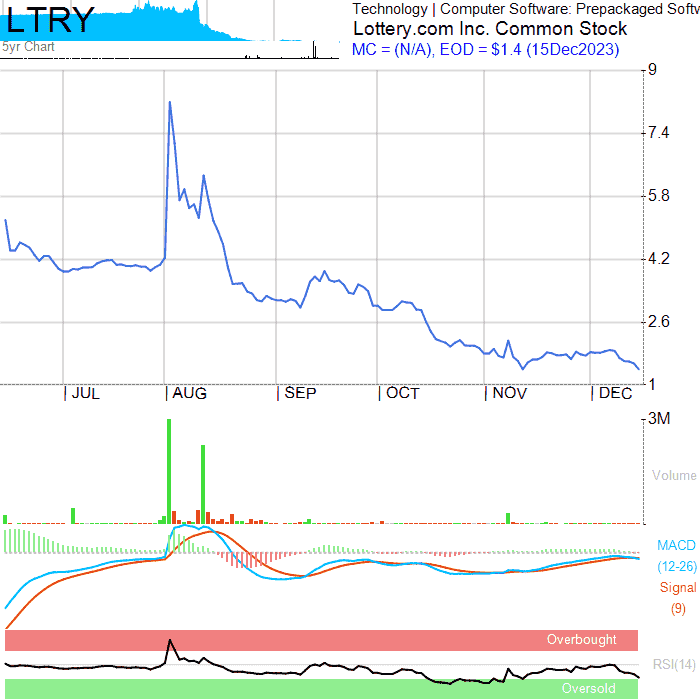 LTRY
5yr Chart
Technology | Computer Software: Prepackaged Softw
Lottery.com Inc. Common Stock
MC = (N/A), EOD = $1.4 (15Dec2023)
9
7.4
5.8
4.2
2.6
1
JUL AUG SEP OCT NOV DEC
3M
Volume
MACD
(12-26)
Signal
(9)
Overbought
RSI(14)
Oversold